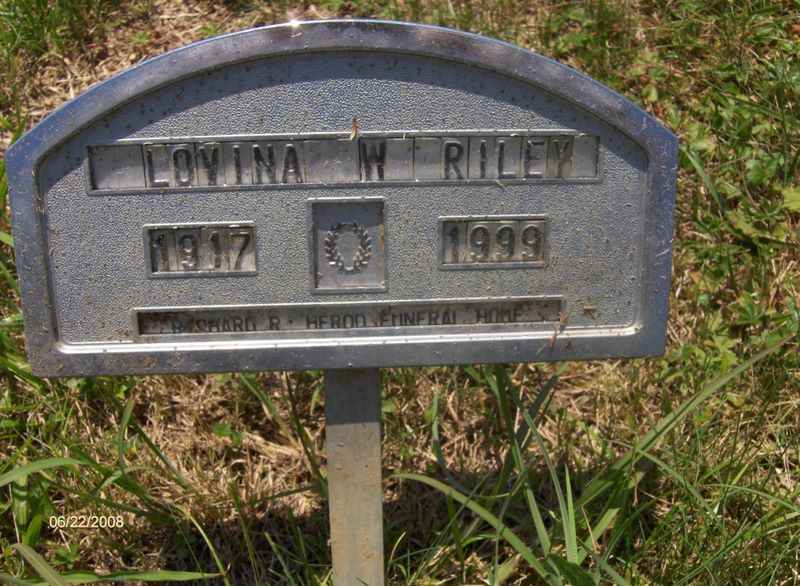 LOVINA W RILEY
1917 1999
R. HEROD FUNERAL HOME
06/22/2008